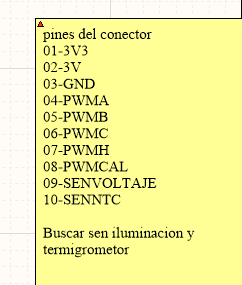 pines del conector
01-3V3
02-3V
03-GND
04-PWMA
05-PWMB
06-PWMC
07-PWMH
08-PWMCAL
09-SENVOLTAJE
10-SENNTC
Buscar sen iluminacion y
termigrometor